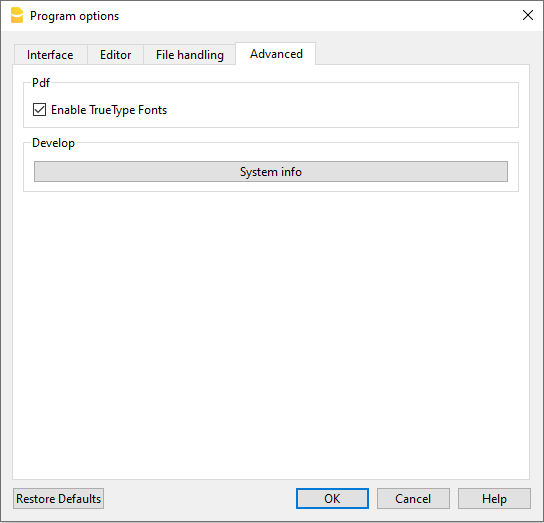 Program options
Interface Editor File handling Advanced
Pdf
Enable TrueType Fonts
Develop
System info
Restore Defaults OK Cancel Help